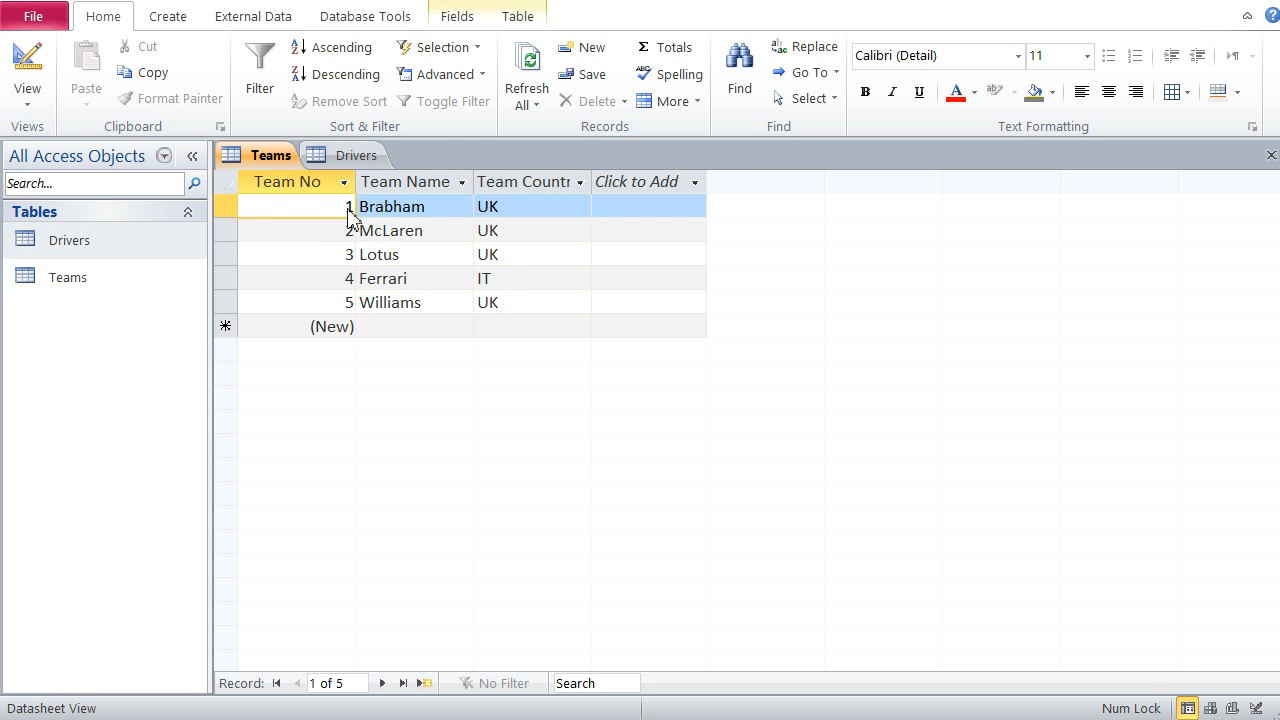 File Home Create External Data Database Tools Fields Table
View
Views
Paste
Cut
Copy
Format Painter
Clipboard
Filter
Ascending
Descending
Remove Sort
Selection
Advanced
Toggle Filter
Sort & Filter
Refresh
All
New
Save
Delete
Totals
Spelling
More
Records
Find
Replace
Go To
Select
Find
Calibri (Detail) 11
B I U A
Text Formatting
All Access Objects
Search...
Tables
Drivers
Teams
Teams Drivers
Team No Team Name Team Countr Click to Add
1 Brabham UK
2 McLaren UK
3 Lotus UK
4 Ferrari IT
5 Williams UK
(New)
Record: 1 of 5 No Filter Search
Datasheet View Num Lock